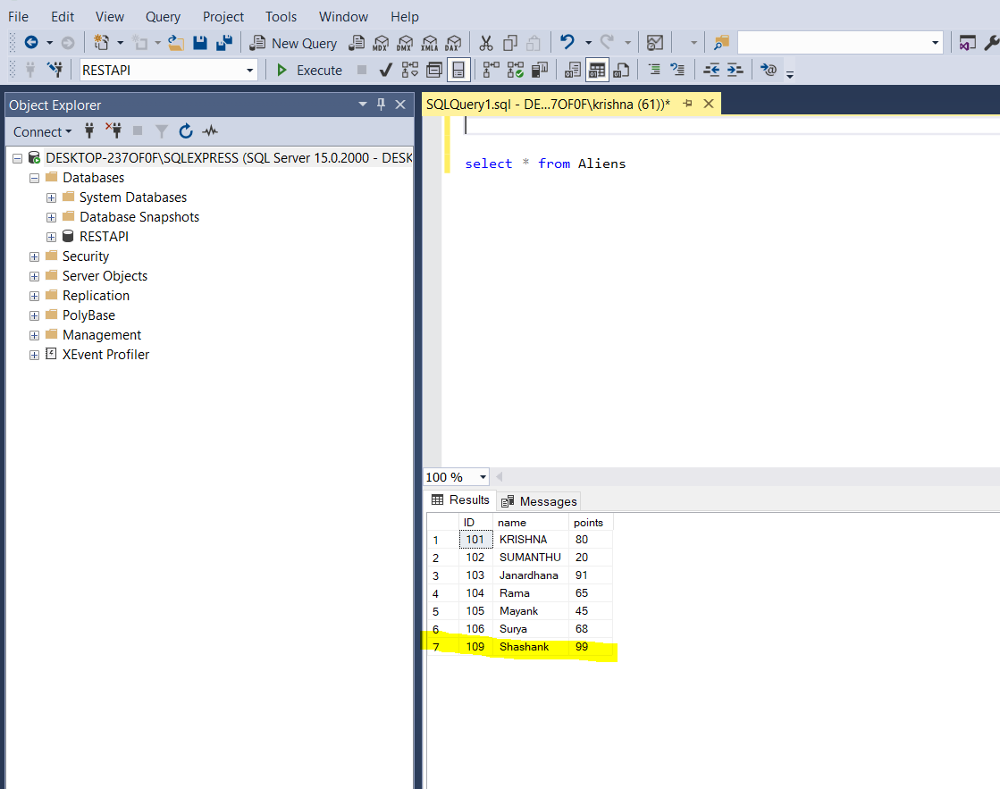 File Edit View Query Project Tools Window Help
New Query MDX DMX XMLA DAX
RESTAPI Execute
Object Explorer
Connect
DESKTOP-237OF0F\SQLEXPRESS (SQL Server 15.0.2000 - DESK
Databases
System Databases
Database Snapshots
RESTAPI
Security
Server Objects
Replication
PolyBase
Management
XEvent Profiler
SQLQuery1.sql - DE...7OF0F\krishna (61))*
select * from Aliens
100 %
Results Messages
ID name points
1 101 KRISHNA 80
2 102 SUMANTHU 20
3 103 Janardhana 91
4 104 Rama 65
5 105 Mayank 45
6 106 Surya 68
7 109 Shashank 99